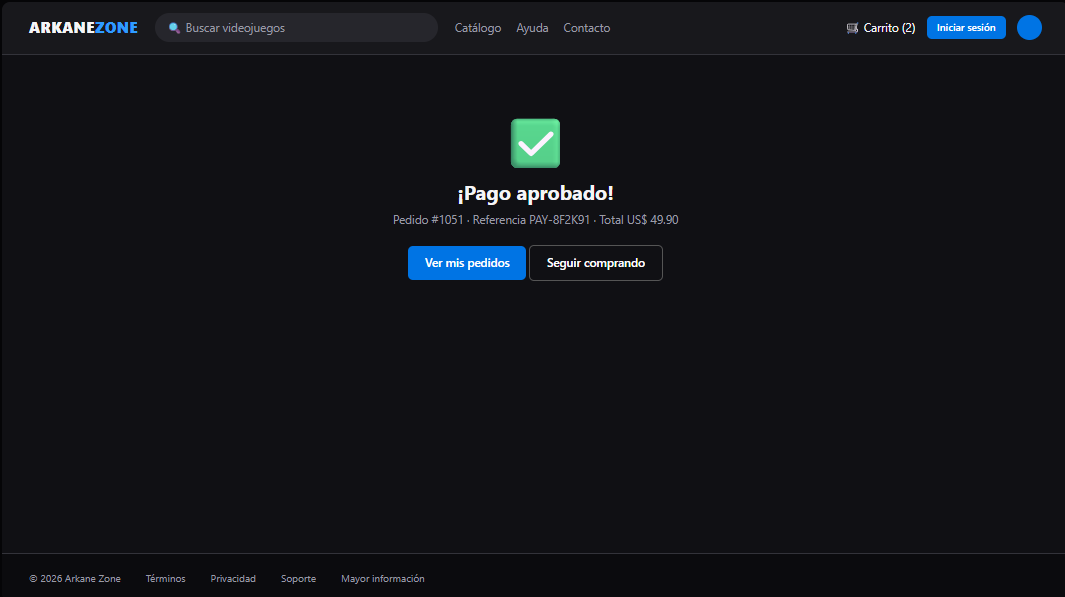 ARKANEZONE
Buscar videojuegos
Catálogo Ayuda Contacto
Carrito (2)
Iniciar sesión
¡Pago aprobado!
Pedido #1051 · Referencia PAY-8F2K91 · Total US$ 49.90
Ver mis pedidos
Seguir comprando
© 2026 Arkane Zone Términos Privacidad Soporte Mayor información